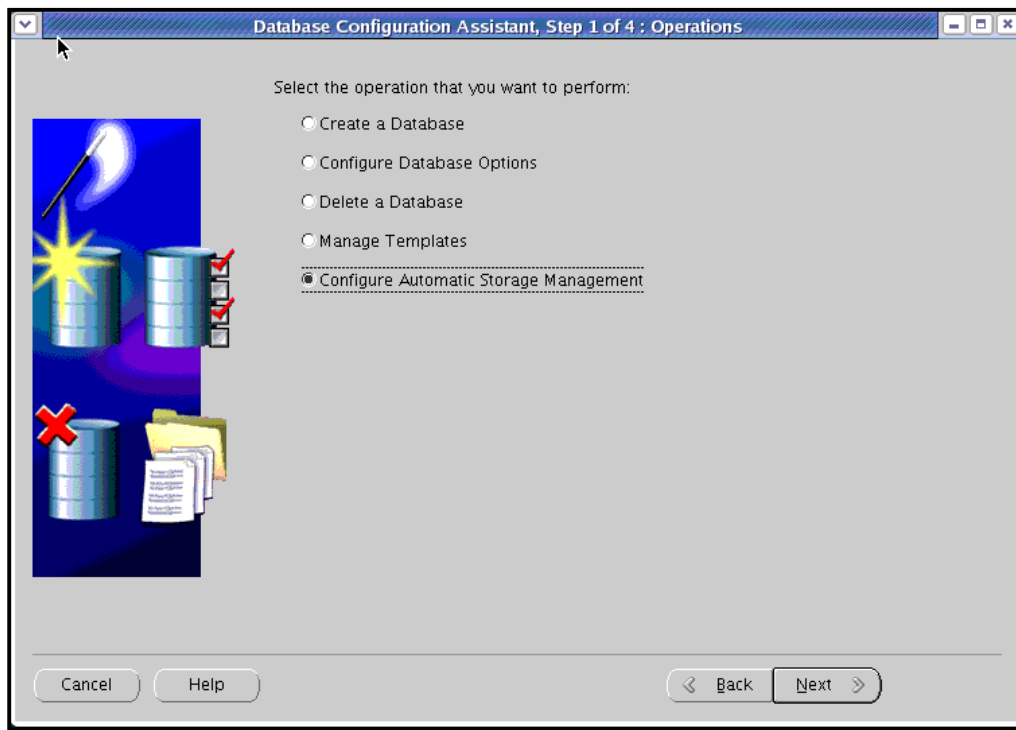 Database Configuration Assistant, Step 1 of 4 : Operations
Select the operation that you want to perform:
Create a Database
Configure Database Options
Delete a Database
Manage Templates
Configure Automatic Storage Management
Cancel
Help
Back
Next